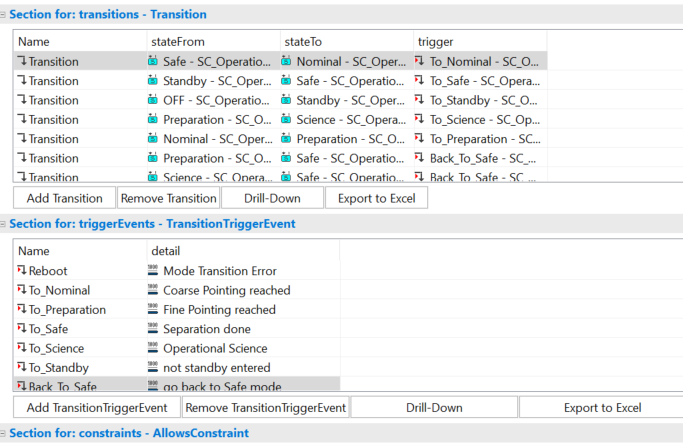 Section for: transitions - Transition
Name stateFrom stateTo trigger
Transition Safe - SC_Operatio... Nominal - SC_Oper... To_Nominal - SC_O...
Transition Standby - SC_Oper... Safe - SC_Operatio... To_Safe - SC_Opera...
Transition OFF - SC_Operatio... Standby - SC_Oper... To_Standby - SC_O...
Transition Preparation - SC_O... Science - SC_Opera... To_Science - SC_Op...
Transition Nominal - SC_Oper... Preparation - SC_O... To_Preparation - SC...
Transition Preparation - SC_O... Safe - SC_Operatio... Back_To_Safe - SC_...
Transition Science - SC_Opera... Safe - SC_Operatio... Back_To_Safe - SC_...
Add Transition Remove Transition Drill-Down Export to Excel
Section for: triggerEvents - TransitionTriggerEvent
Name detail
Reboot Mode Transition Error
To_Nominal Coarse Pointing reached
To_Preparation Fine Pointing reached
To_Safe Separation done
To_Science Operational Science
To_Standby not standby entered
Back_To_Safe go back to Safe mode
Add TransitionTriggerEvent Remove TransitionTriggerEvent Drill-Down Export to Excel
Section for: constraints - AllowsConstraint